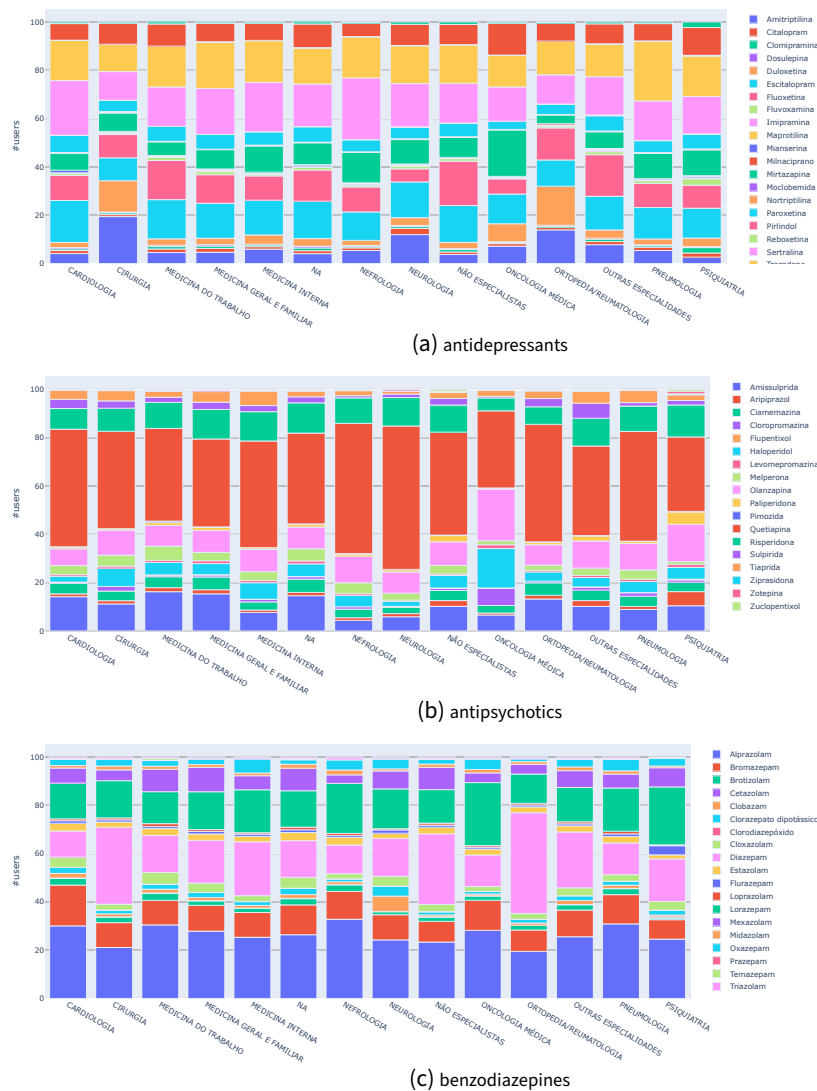 100
80
60
40
20
0
#users
CARDIOLOGIA
CIRURGIA
MEDICINA DO TRABALHO
MEDICINA GERAL E FAMILIAR
MEDICINA INTERNA
NA
NEFROLOGIA
NEUROLOGIA
NÃO ESPECIALISTAS
ONCOLOGIA MÉDICA
ORTOPEDIA/REUMATOLOGIA
OUTRAS ESPECIALIDADES
PNEUMOLOGIA
PSIQUIATRIA
Amitriptilina
Citalopram
Clomipramina
Dosulepina
Duloxetina
Escitalopram
Fluoxetina
Fluvoxamina
Imipramina
Maprotilina
Mianserina
Milnaciprano
Mirtazapina
Moclobemida
Nortriptilina
Paroxetina
Pirlindol
Reboxetina
Sertralina
(a) antidepressants
100
80
60
40
20
0
#users
CARDIOLOGIA
CIRURGIA
MEDICINA DO TRABALHO
MEDICINA GERAL E FAMILIAR
MEDICINA INTERNA
NA
NEFROLOGIA
NEUROLOGIA
NÃO ESPECIALISTAS
ONCOLOGIA MÉDICA
ORTOPEDIA/REUMATOLOGIA
OUTRAS ESPECIALIDADES
PNEUMOLOGIA
PSIQUIATRIA
Amissulprida
Aripiprazol
Ciamemazina
Cloropromazina
Flupentixol
Haloperidol
Levomepromazina
Melperona
Olanzapina
Paliperidona
Pimozida
Quetiapina
Risperidona
Sulpirida
Tiaprida
Ziprasidona
Zotepina
Zuclopentixol
(b) antipsychotics
100
80
60
40
20
0
#users
CARDIOLOGIA
CIRURGIA
MEDICINA DO TRABALHO
MEDICINA GERAL E FAMILIAR
MEDICINA INTERNA
NA
NEFROLOGIA
NEUROLOGIA
NÃO ESPECIALISTAS
ONCOLOGIA MÉDICA
ORTOPEDIA/REUMATOLOGIA
OUTRAS ESPECIALIDADES
PNEUMOLOGIA
PSIQUIATRIA
Alprazolam
Bromazepam
Brotizolam
Cetazolam
Clobazam
Clorazepato dipotássico
Clorodiazepóxido
Cloxazolam
Diazepam
Estazolam
Flurazepam
Loprazolam
Lorazepam
Mexazolam
Midazolam
Oxazepam
Prazepam
Temazepam
Triazolam
(c) benzodiazepines